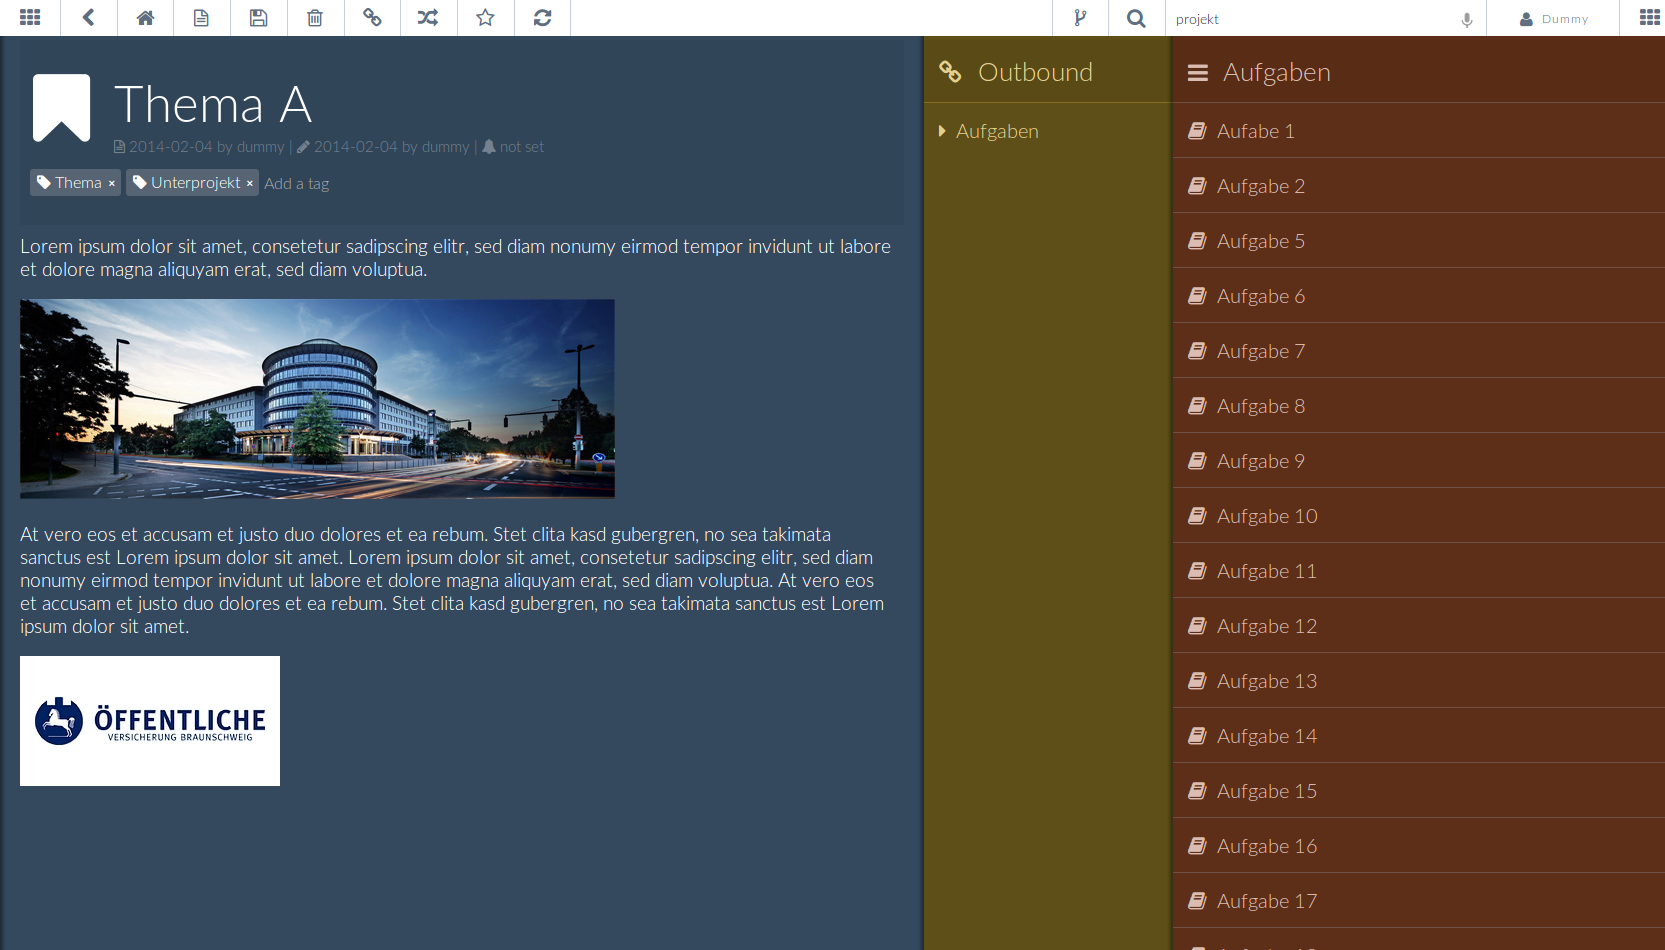 projekt
Dummy
Thema A
2014-02-04 by dummy | 2014-02-04 by dummy | not set
Thema × Unterprojekt × Add a tag
Lorem ipsum dolor sit amet, consetetur sadipscing elitr, sed diam nonumy eirmod tempor invidunt ut labore
et dolore magna aliquyam erat, sed diam voluptua.
At vero eos et accusam et justo duo dolores et ea rebum. Stet clita kasd gubergren, no sea takimata
sanctus est Lorem ipsum dolor sit amet. Lorem ipsum dolor sit amet, consetetur sadipscing elitr, sed diam
nonumy eirmod tempor invidunt ut labore et dolore magna aliquyam erat, sed diam voluptua. At vero eos
et accusam et justo duo dolores et ea rebum. Stet clita kasd gubergren, no sea takimata sanctus est Lorem
ipsum dolor sit amet.
ÖFFENTLICHE
VERSICHERUNG BRAUNSCHWEIG
Outbound
Aufgaben
Aufgaben
Aufabe 1
Aufgabe 2
Aufgabe 5
Aufgabe 6
Aufgabe 7
Aufgabe 8
Aufgabe 9
Aufgabe 10
Aufgabe 11
Aufgabe 12
Aufgabe 13
Aufgabe 14
Aufgabe 15
Aufgabe 16
Aufgabe 17